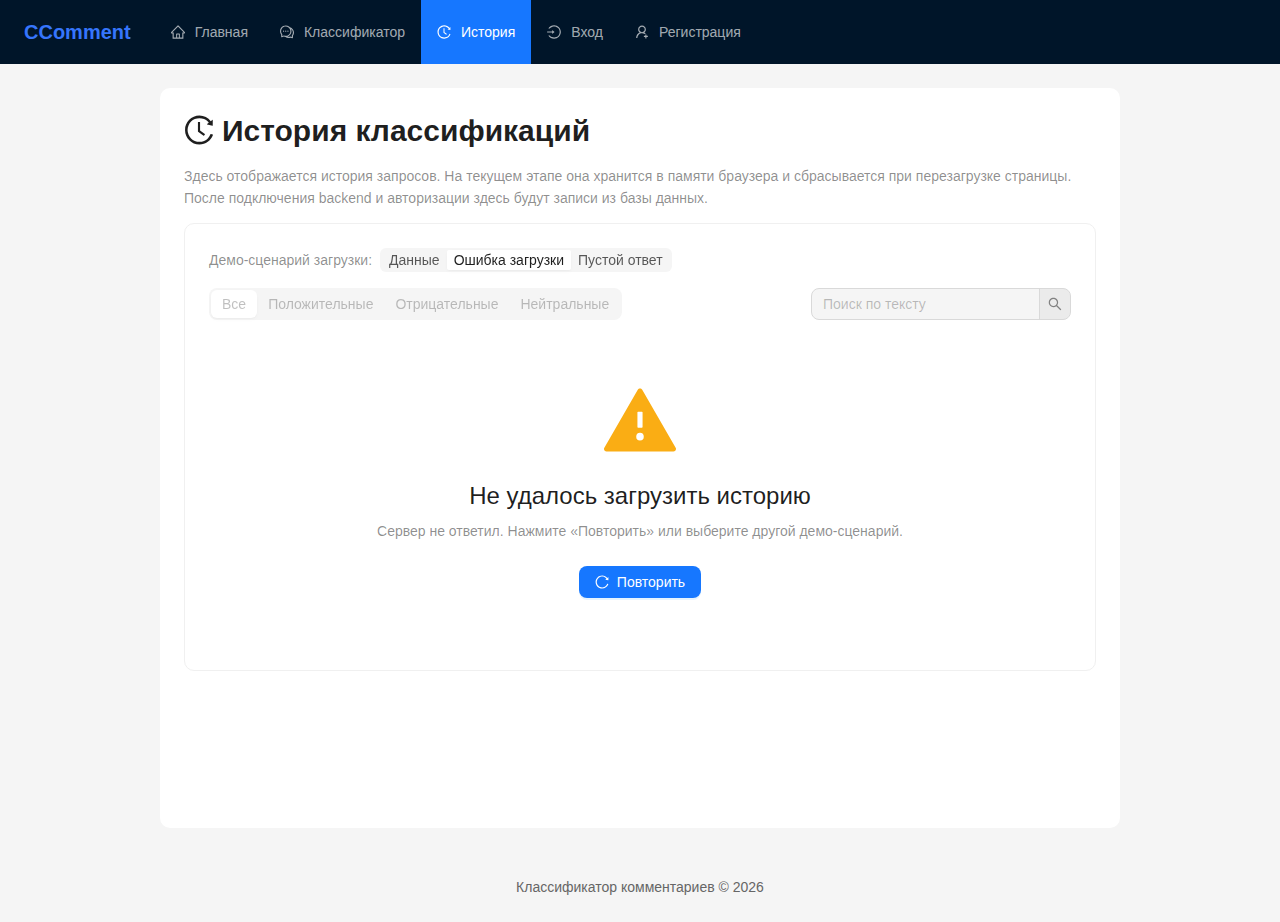 CComment
Главная
Классификатор
История
Вход
Регистрация
История классификаций
Здесь отображается история запросов. На текущем этапе она хранится в памяти браузера и сбрасывается при перезагрузке страницы.
После подключения backend и авторизации здесь будут записи из базы данных.
Демо-сценарий загрузки:
Данные
Ошибка загрузки
Пустой ответ
Все
Положительные
Отрицательные
Нейтральные
Поиск по тексту
Не удалось загрузить историю
Сервер не ответил. Нажмите «Повторить» или выберите другой демо-сценарий.
Повторить
Классификатор комментариев © 2026